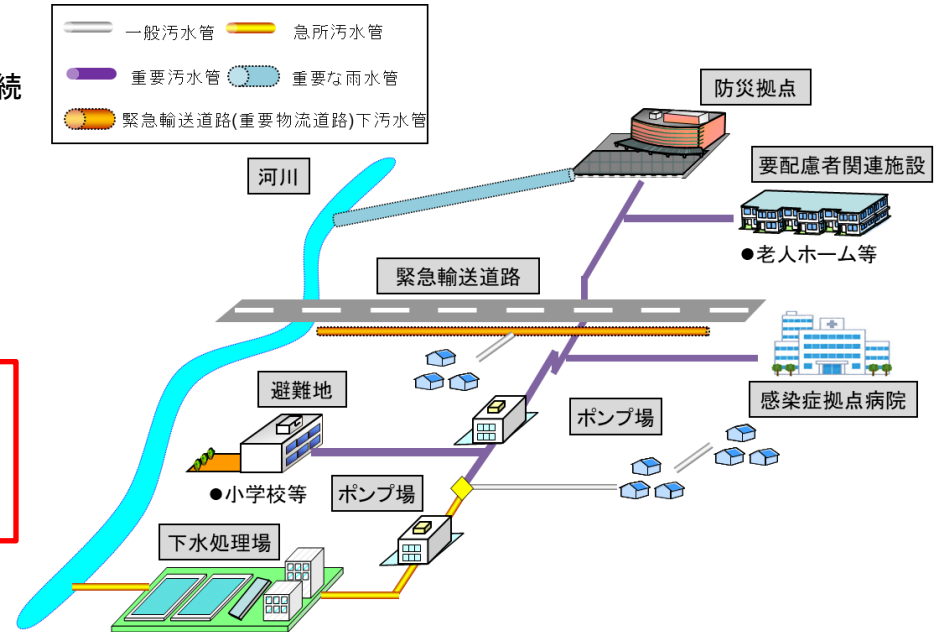 一般汚水管
急所汚水管
重要汚水管
重要な雨水管
緊急輸送道路(重要物流道路)下汚水管
続
防災拠点
河川
要配慮者関連施設
●老人ホーム等
緊急輸送道路
避難地
ポンプ場
感染症拠点病院
●小学校等
ポンプ場
下水処理場